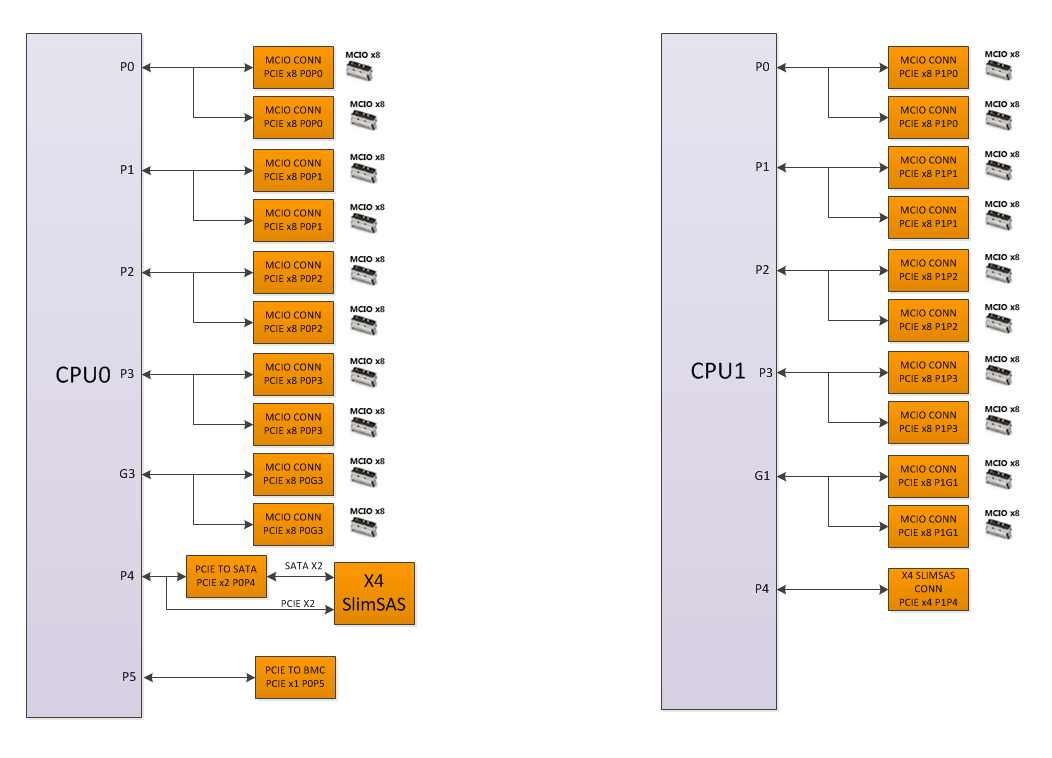 CPU0
P0
MCIO CONN
PCIE x8 P0P0
MCIO x8
MCIO CONN
PCIE x8 P0P0
MCIO x8
P1
MCIO CONN
PCIE x8 P0P1
MCIO x8
MCIO CONN
PCIE x8 P0P1
MCIO x8
P2
MCIO CONN
PCIE x8 P0P2
MCIO x8
MCIO CONN
PCIE x8 P0P2
MCIO x8
P3
MCIO CONN
PCIE x8 P0P3
MCIO x8
MCIO CONN
PCIE x8 P0P3
MCIO x8
G3
MCIO CONN
PCIE x8 P0G3
MCIO x8
MCIO CONN
PCIE x8 P0G3
MCIO x8
P4
PCIE TO SATA
PCIE x2 P0P4
SATA X2
PCIE X2
X4
SlimSAS
P5
PCIE TO BMC
PCIE x1 P0P5
CPU1
P0
MCIO CONN
PCIE x8 P1P0
MCIO x8
MCIO CONN
PCIE x8 P1P0
MCIO x8
P1
MCIO CONN
PCIE x8 P1P1
MCIO x8
MCIO CONN
PCIE x8 P1P1
MCIO x8
P2
MCIO CONN
PCIE x8 P1P2
MCIO x8
MCIO CONN
PCIE x8 P1P2
MCIO x8
P3
MCIO CONN
PCIE x8 P1P3
MCIO x8
MCIO CONN
PCIE x8 P1P3
MCIO x8
G1
MCIO CONN
PCIE x8 P1G1
MCIO x8
MCIO CONN
PCIE x8 P1G1
MCIO x8
P4
X4 SLIMSAS
CONN
PCIE x4 P1P4